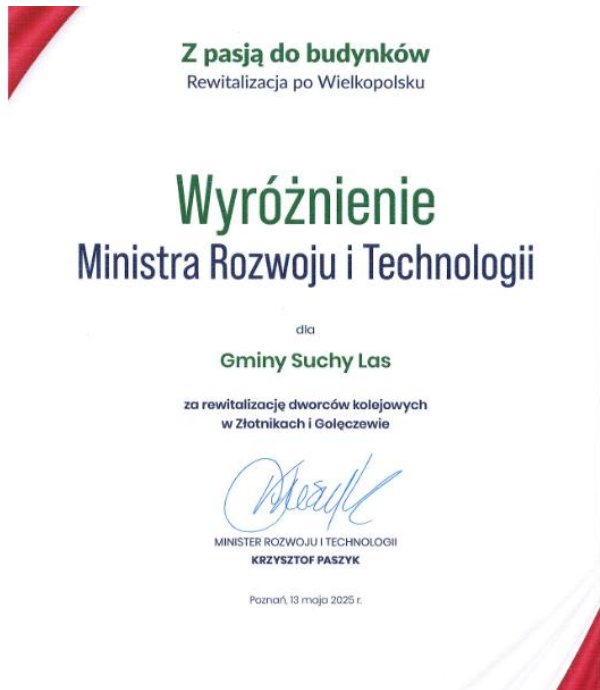 Z pasją do budynków
Rewitalizacja po Wielkopolsku
Wyróżnienie
Ministra Rozwoju i Technologii
dla
Gminy Suchy Las
za rewitalizację dworców kolejowych
w Złotnikach i Golęczewie
MINISTER ROZWOJU I TECHNOLOGII
KRZYSZTOF PASZYK
Poznań, 13 maja 2025 r.